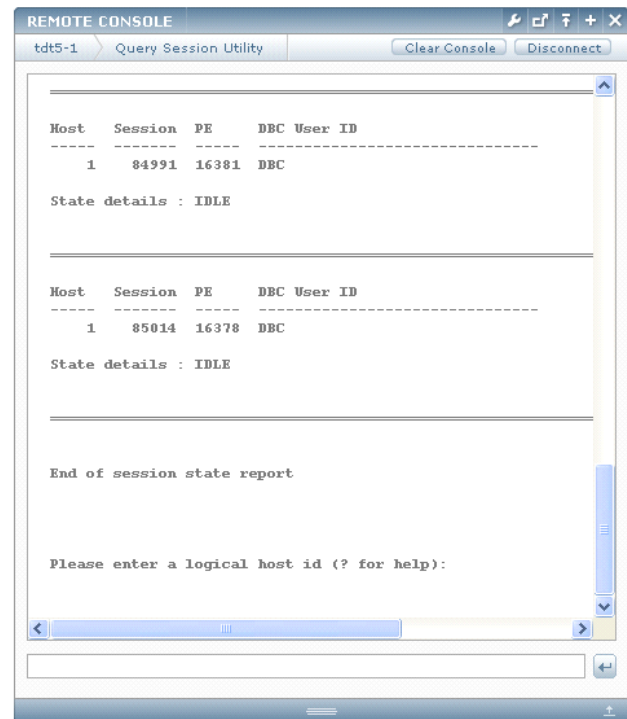 REMOTE CONSOLE
tdt5-1 Query Session Utility Clear Console Disconnect
Host Session PE DBC User ID
----- ------- ----- ------------------------------
1 84991 16381 DBC
State details : IDLE
Host Session PE DBC User ID
----- ------- ----- ------------------------------
1 85014 16378 DBC
State details : IDLE
End of session state report
Please enter a logical host id (? for help):